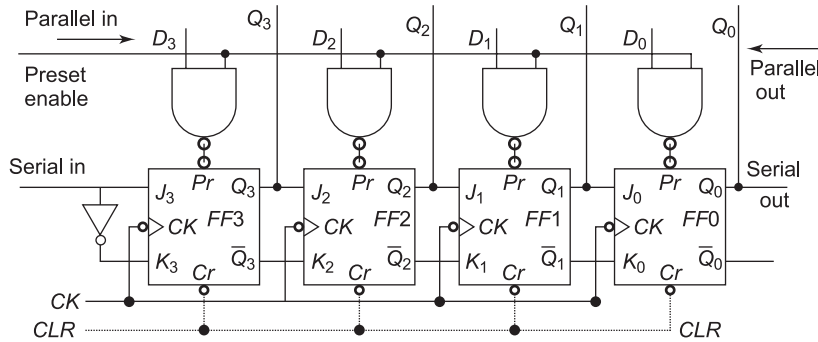 Parallel in
D3 Q3 D2 Q2 D1 Q1 D0 Q0
Preset enable
Parallel out
Serial in
Pr Pr Pr Pr
J3 Q3 J2 Q2 J1 Q1 J0 Q0
Serial out
CK FF3 CK FF2 CK FF1 CK FF0
K3 Q̅3 K2 Q̅2 K1 Q̅1 K0 Q̅0
Cr Cr Cr Cr
CK
CLR CLR